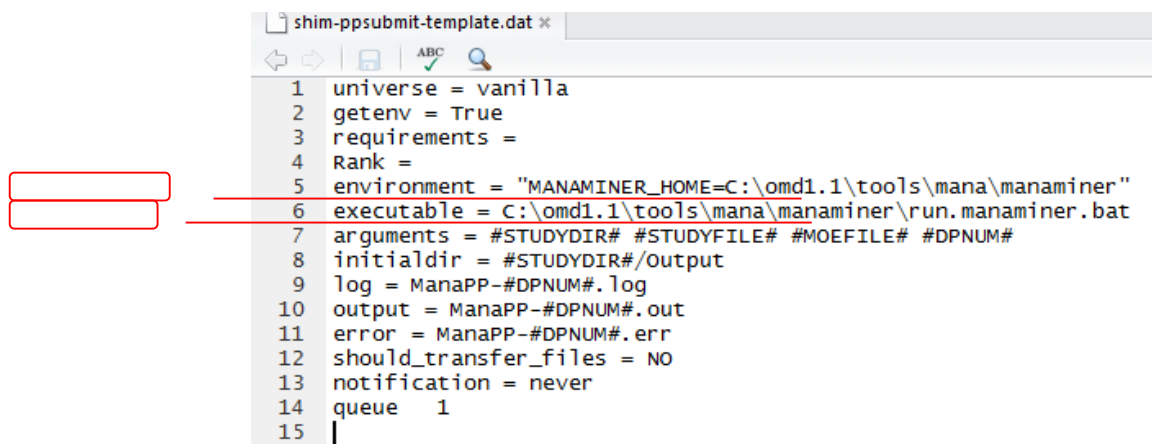 shim-ppsubmit-template.dat
ABC
1 universe = vanilla
2 getenv = True
3 requirements =
4 Rank =
5 environment = "MANAMINER_HOME=C:\omd1.1\tools\mana\manaminer"
6 executable = C:\omd1.1\tools\mana\manaminer\run.manaminer.bat
7 arguments = #STUDYDIR# #STUDYFILE# #MOEFILE# #DPNUM#
8 initialdir = #STUDYDIR#/Output
9 log = ManaPP-#DPNUM#.log
10 output = ManaPP-#DPNUM#.out
11 error = ManaPP-#DPNUM#.err
12 should_transfer_files = NO
13 notification = never
14 queue   1
15